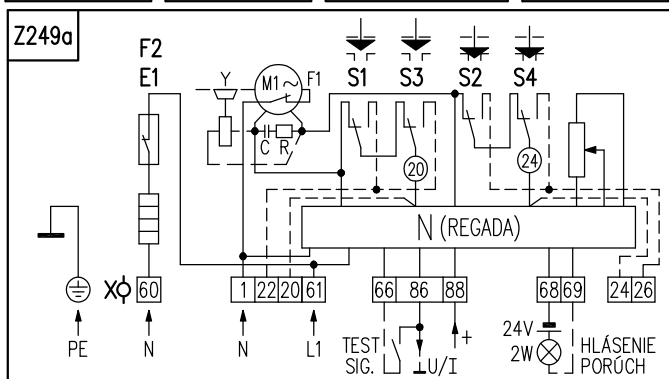 Z249a
F2
E1
Y
M1 ~
F1
S1
S3
S2
S4
C
R
20
24
N (REGADA)
X
60
1
22
20
61
66
86
88
68
69
24
26
PE
N
N
L1
TEST
SIG.
U/I
+
24V
2W
HLÁSENIE
PORÚCH